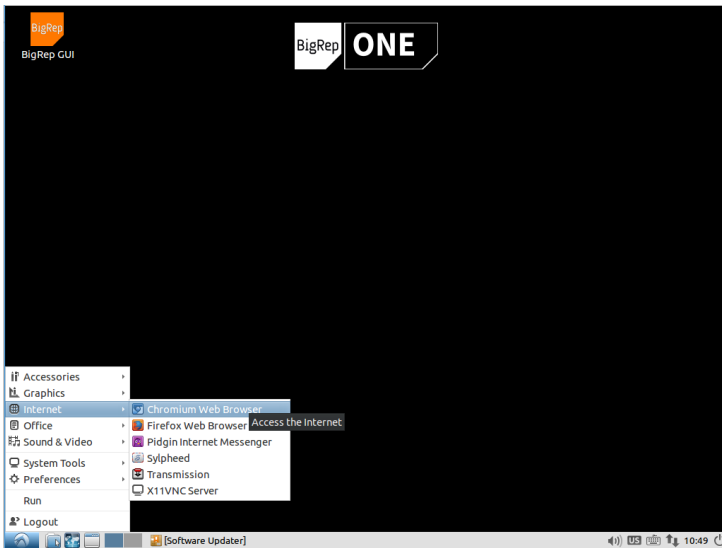 BigRep
BigRep GUI
BigRep ONE
Accessories
Graphics
Internet
Office
Sound & Video
System Tools
Preferences
Run
Logout
Chromium Web Browser
Firefox Web Browser
Access the Internet
Pidgin Internet Messenger
Sylpheed
Transmission
X11VNC Server
[Software Updater]
US
10:49